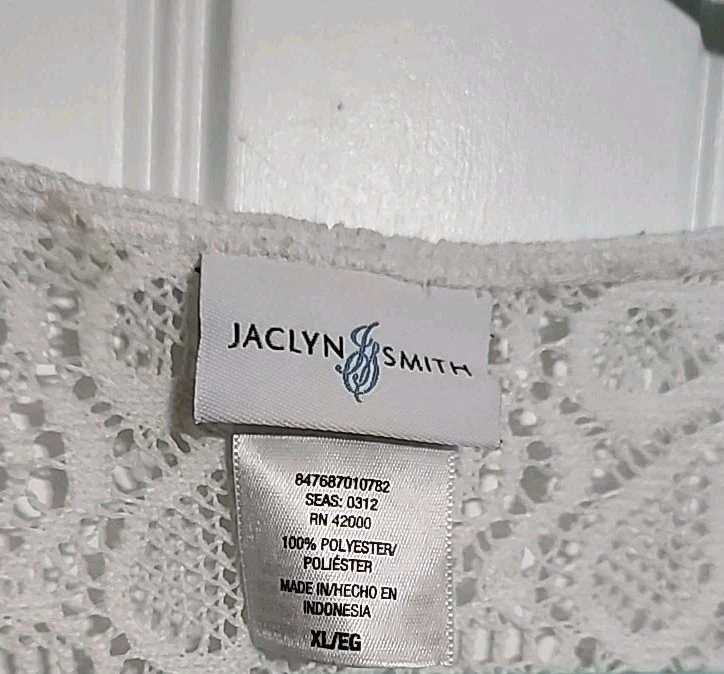 JACLYN SMITH
847687010782
SEAS: 0312
RN 42000
100% POLYESTER/
POLIÉSTER
MADE IN/HECHO EN
INDONESIA
XL/EG